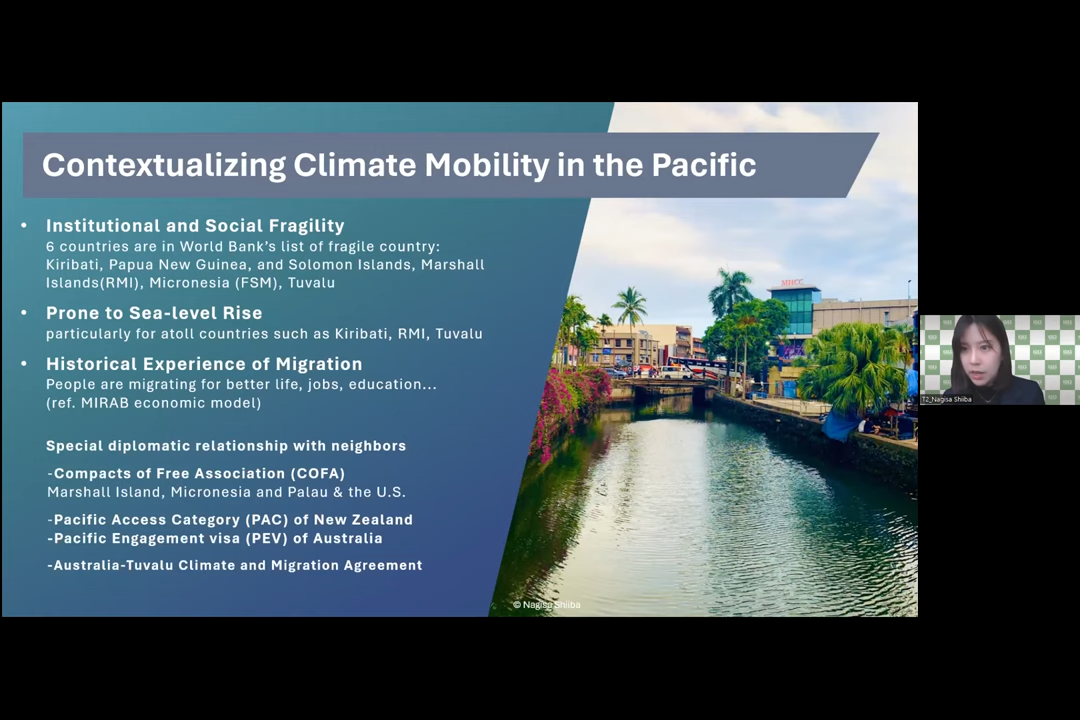 Contextualizing Climate Mobility in the Pacific
• Institutional and Social Fragility
6 countries are in World Bank's list of fragile country:
Kiribati, Papua New Guinea, and Solomon Islands, Marshall
Islands(RMI), Micronesia (FSM), Tuvalu
• Prone to Sea-level Rise
particularly for atoll countries such as Kiribati, RMI, Tuvalu
• Historical Experience of Migration
People are migrating for better life, jobs, education...
(ref. MIRAB economic model)
Special diplomatic relationship with neighbors
-Compacts of Free Association (COFA)
Marshall Island, Micronesia and Palau & the U.S.
-Pacific Access Category (PAC) of New Zealand
-Pacific Engagement visa (PEV) of Australia
-Australia-Tuvalu Climate and Migration Agreement
MHCC
© Nagisa Shiiba
T2_Nagisa Shiiba